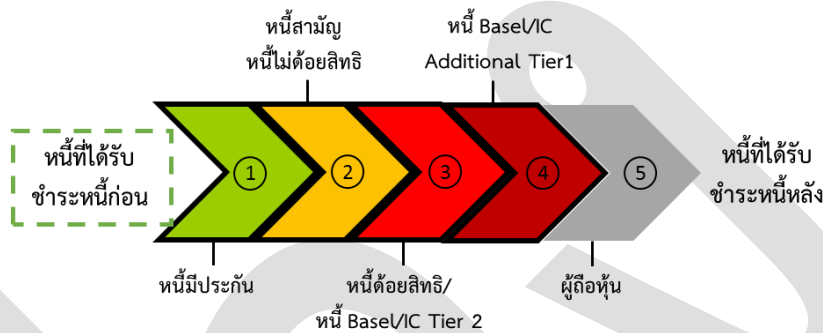 หนี้สามัญ
หนี้ไม่ด้อยสิทธิ
หนี้ Basel/IC
Additional Tier1
หนี้ที่ได้รับ
ชำระหนี้ก่อน
1
2
3
4
5
หนี้ที่ได้รับ
ชำระหนี้หลัง
หนี้มีประกัน
หนี้ด้อยสิทธิ/
หนี้ Basel/IC Tier 2
ผู้ถือหุ้น